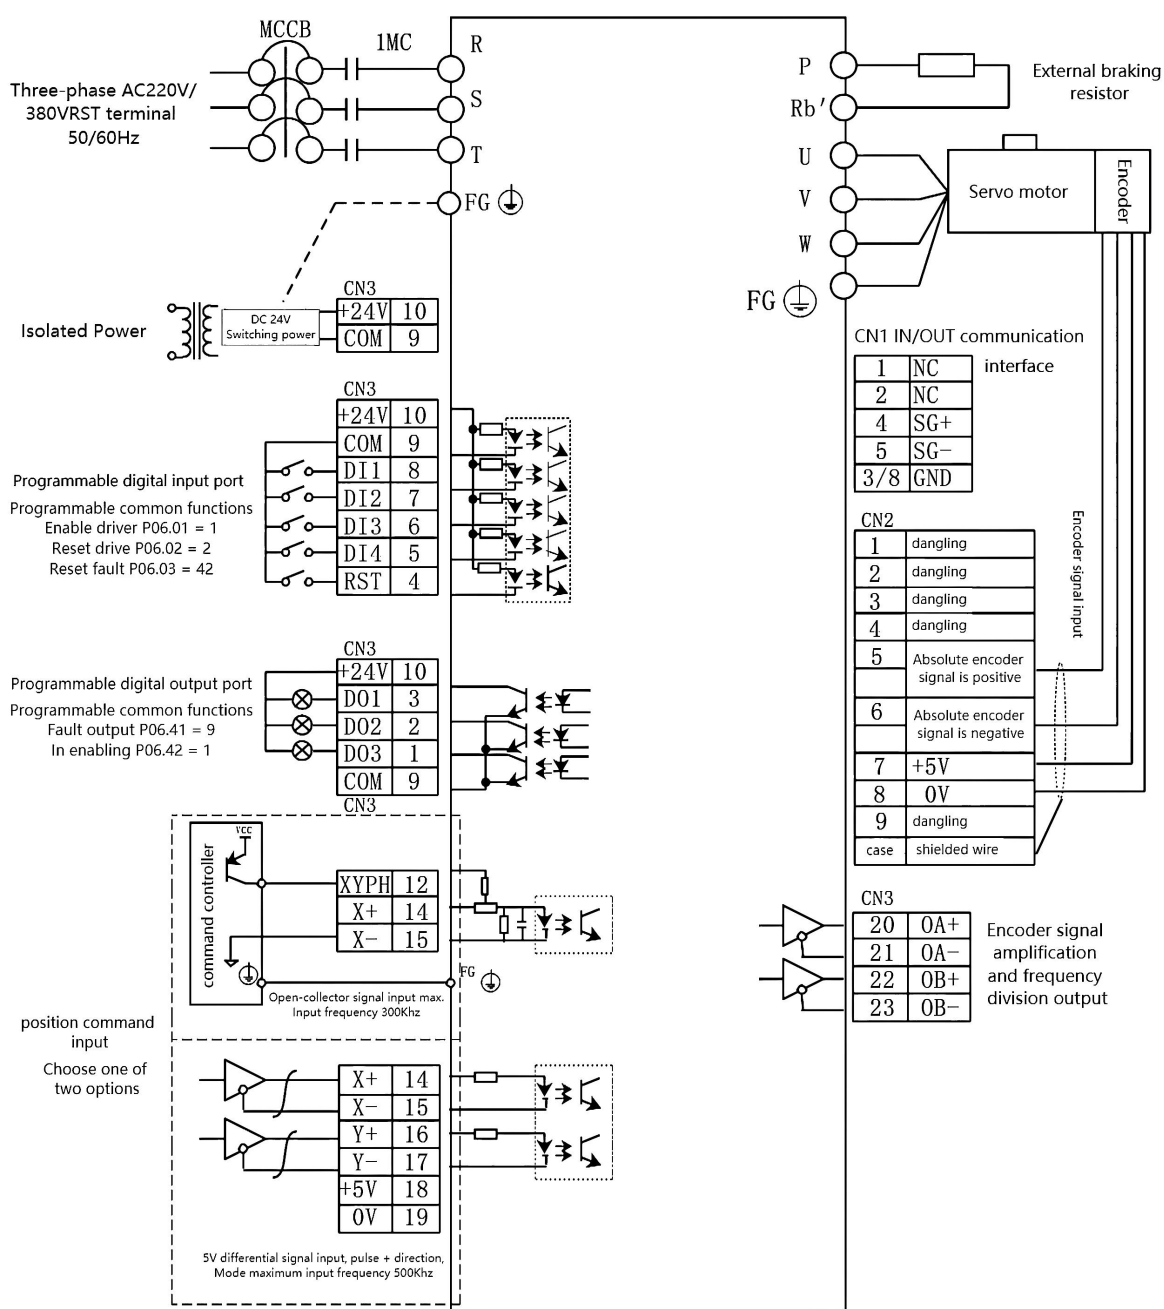 MCCB
1MC
R
Three-phase AC220V/
380VRST terminal
50/60Hz
S
T
FG
Isolated Power
DC 24V
Switching power
CN3
+24V 10
COM 9
CN3
+24V 10
COM 9
DI1 8
DI2 7
DI3 6
DI4 5
RST 4
Programmable digital input port
Programmable common functions
Enable driver P06.01 = 1
Reset drive P06.02 = 2
Reset fault P06.03 = 42
CN3
+24V 10
DO1 3
DO2 2
DO3 1
COM 9
Programmable digital output port
Programmable common functions
Fault output P06.41 = 9
In enabling P06.42 = 1
CN3
VCC
command controller
XYPH 12
X+ 14
X- 15
FG
Open-collector signal input max.
Input frequency 300Khz
position command
input
Choose one of
two options
X+ 14
X- 15
Y+ 16
Y- 17
+5V 18
0V 19
5V differential signal input, pulse + direction,
Mode maximum input frequency 500Khz
P
Rb'
External braking
resistor
U
V
W
FG
Servo motor
Encoder
CN1 IN/OUT communication
interface
1 NC
2 NC
4 SG+
5 SG-
3/8 GND
CN2
1 dangling
2 dangling
3 dangling
4 dangling
5 Absolute encoder
signal is positive
6 Absolute encoder
signal is negative
7 +5V
8 0V
9 dangling
case shielded wire
Encoder signal input
CN3
20 OA+
21 OA-
22 OB+
23 OB-
Encoder signal
amplification
and frequency
division output